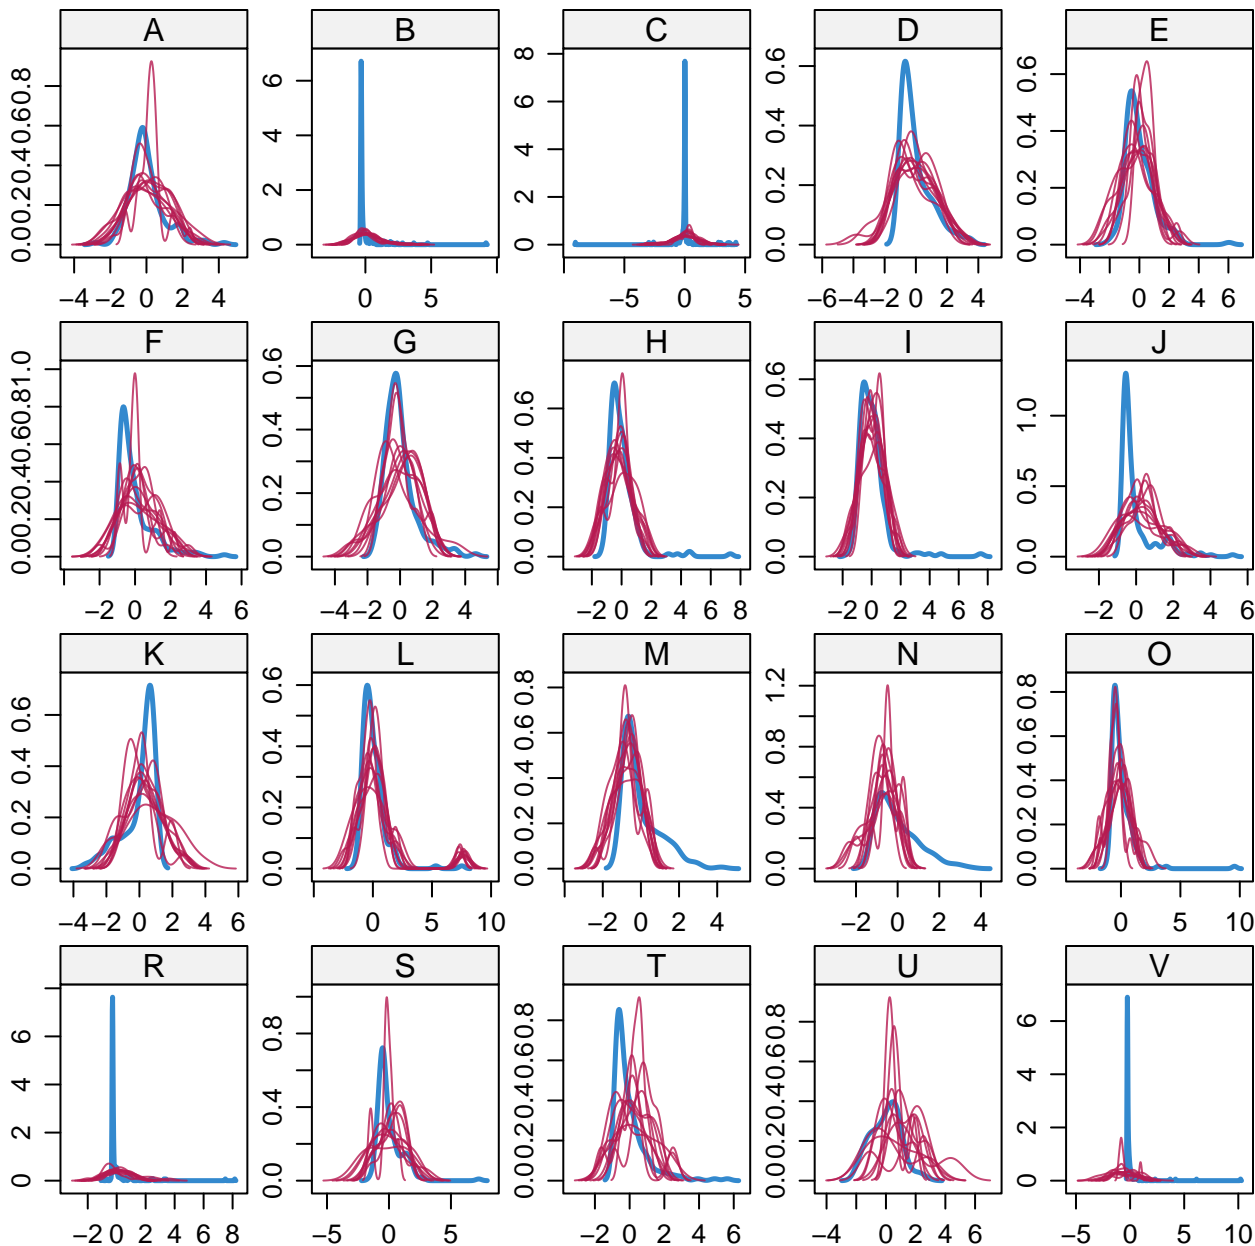 A B C D E
0.0 0.2 0.4 0.6 0.8
0 2 4 6
0 2 4 6 8
0.0 0.2 0.4 0.6
0.0 0.2 0.4 0.6
−4 −2 0 2 4
0 5
−5 0 5
−6 −4 −2 0 2 4
−4 −2 0 2 4 6
F G H I J
0.0 0.2 0.4 0.6 0.8 1.0
0.0 0.2 0.4 0.6
0.0 0.2 0.4 0.6
0.0 0.2 0.4 0.6
0.0 0.5 1.0
−2 0 2 4 6
−4 −2 0 2 4
−2 0 2 4 6 8
−2 0 2 4 6 8
−2 0 2 4 6
K L M N O
0.0 0.2 0.4 0.6
0.0 0.2 0.4 0.6
0.0 0.2 0.4 0.6 0.8
0.0 0.4 0.8 1.2
0.0 0.2 0.4 0.6 0.8
−4 −2 0 2 4 6
0 5 10
−2 0 2 4
−2 0 2 4
0 5 10
R S T U V
0 2 4 6
0.0 0.4 0.8
0.0 0.2 0.4 0.6 0.8
0.0 0.2 0.4 0.6 0.8
0 2 4 6
−2 0 2 4 6 8
−5 0 5
−2 0 2 4 6
−4 −2 0 2 4 6
−5 0 5 10